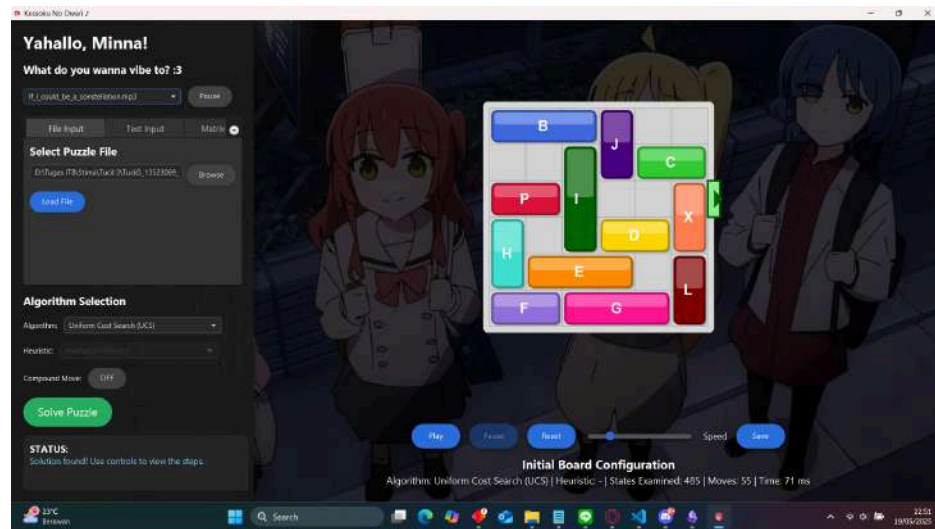 Kessoku No Owari ♪
Yahallo, Minna!
What do you wanna vibe to? :3
If_I_could_be_a_constellation.mp3
Pause
File Input Text Input Matrix
Select Puzzle File
Browse
Load File
Algorithm Selection
Algorithm: Uniform Cost Search (UCS)
Heuristic:
Compound Move: OFF
Solve Puzzle
STATUS:
Solution found! Use controls to view the steps.
B
J
C
P
I
X
H
D
E
L
F
G
Play Pause Reset Speed Save
Initial Board Configuration
Algorithm: Uniform Cost Search (UCS) | Heuristic: - | States Examined: 465 | Moves: 55 | Time: 71 ms
23°C
Berawan
Search
22:51
19/05/2025